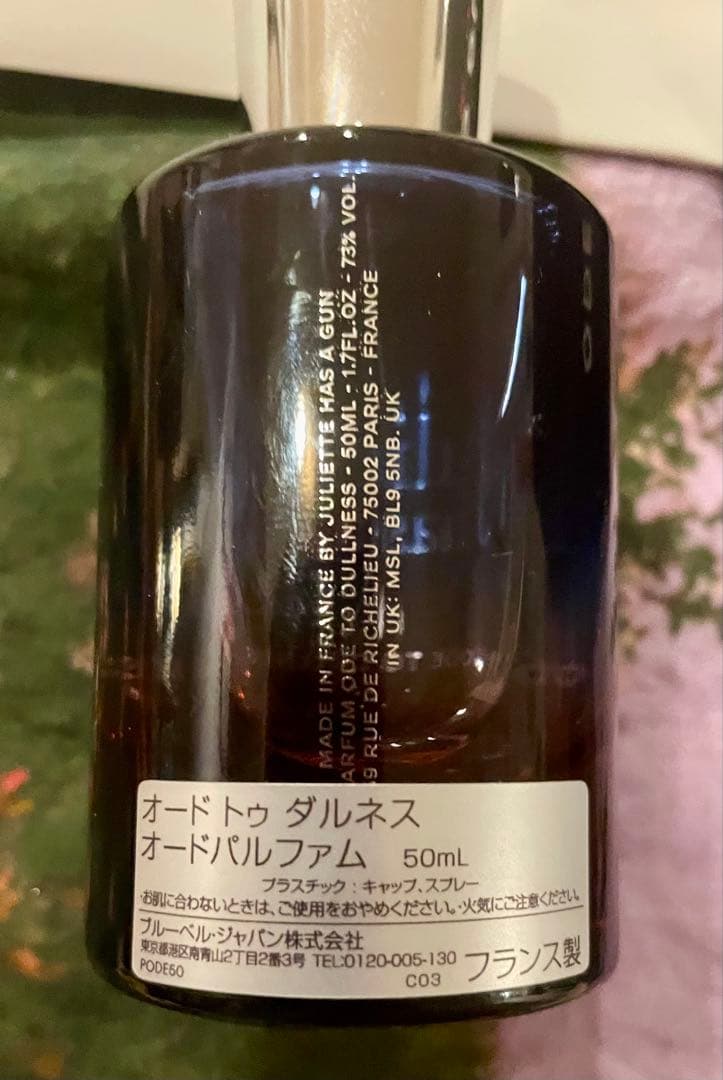 MADE IN FRANCE BY JULIETTE HAS A GUN
ARFUM ODE TO DULLNESS - 50ML - 1.7FL.OZ - 73% VOL.
9 RUE DE RICHELIEU - 75002 PARIS - FRANCE
IN UK: MSL, BL9 5NB. UK
オード トゥ ダルネス
オードパルファム 50mL
プラスチック：キャップ、スプレー
・お肌に合わないときは、ご使用をおやめください。・火気にご注意ください。
ブルーベル・ジャパン株式会社
東京都港区南青山2丁目2番3号 TEL:0120-005-130
PODE50 C03 フランス製